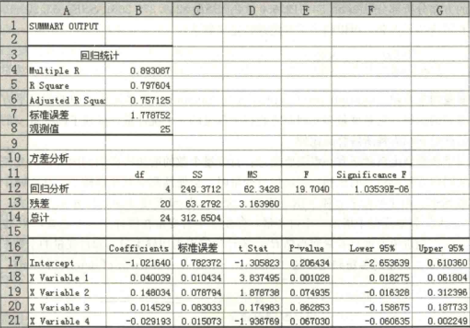 A B C D E F G
1 SUMMARY OUTPUT
2
3 回归统计
4 Multiple R 0.893087
5 R Square 0.797604
6 Adjusted R Squa 0.757125
7 标准误差 1.778752
8 观测值 25
9
10 方差分析
11 df SS MS F Significance F
12 回归分析 4 249.3712 62.3428 19.7040 1.03539E-06
13 残差 20 63.2792 3.163960
14 总计 24 312.6504
15
16 Coefficients 标准误差 t Stat P-value Lower 95% Upper 95%
17 Intercept -1.021640 0.782372 -1.305823 0.206434 -2.653639 0.610360
18 X Variable 1 0.040039 0.010434 3.837495 0.001028 0.018275 0.061804
19 X Variable 2 0.148034 0.078794 1.878738 0.074935 -0.016328 0.312396
20 X Variable 3 0.014529 0.083033 0.174983 0.862853 -0.158675 0.187733
21 X Variable 4 -0.029193 0.015073 -1.936769 0.067030 -0.060635 0.002249